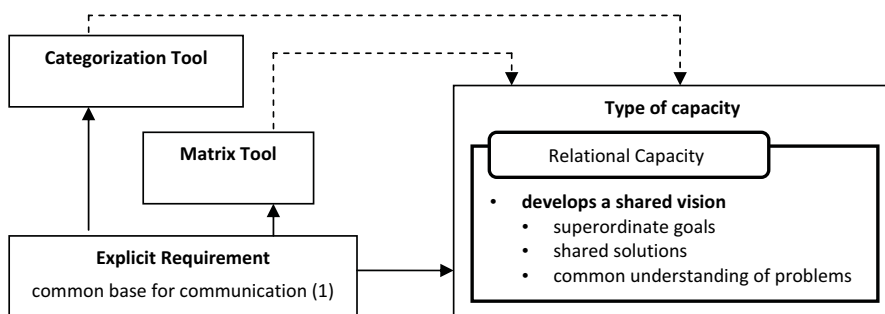 Categorization Tool
Matrix Tool
Explicit Requirement
common base for communication (1)
Type of capacity
Relational Capacity
• develops a shared vision
• superordinate goals
• shared solutions
• common understanding of problems